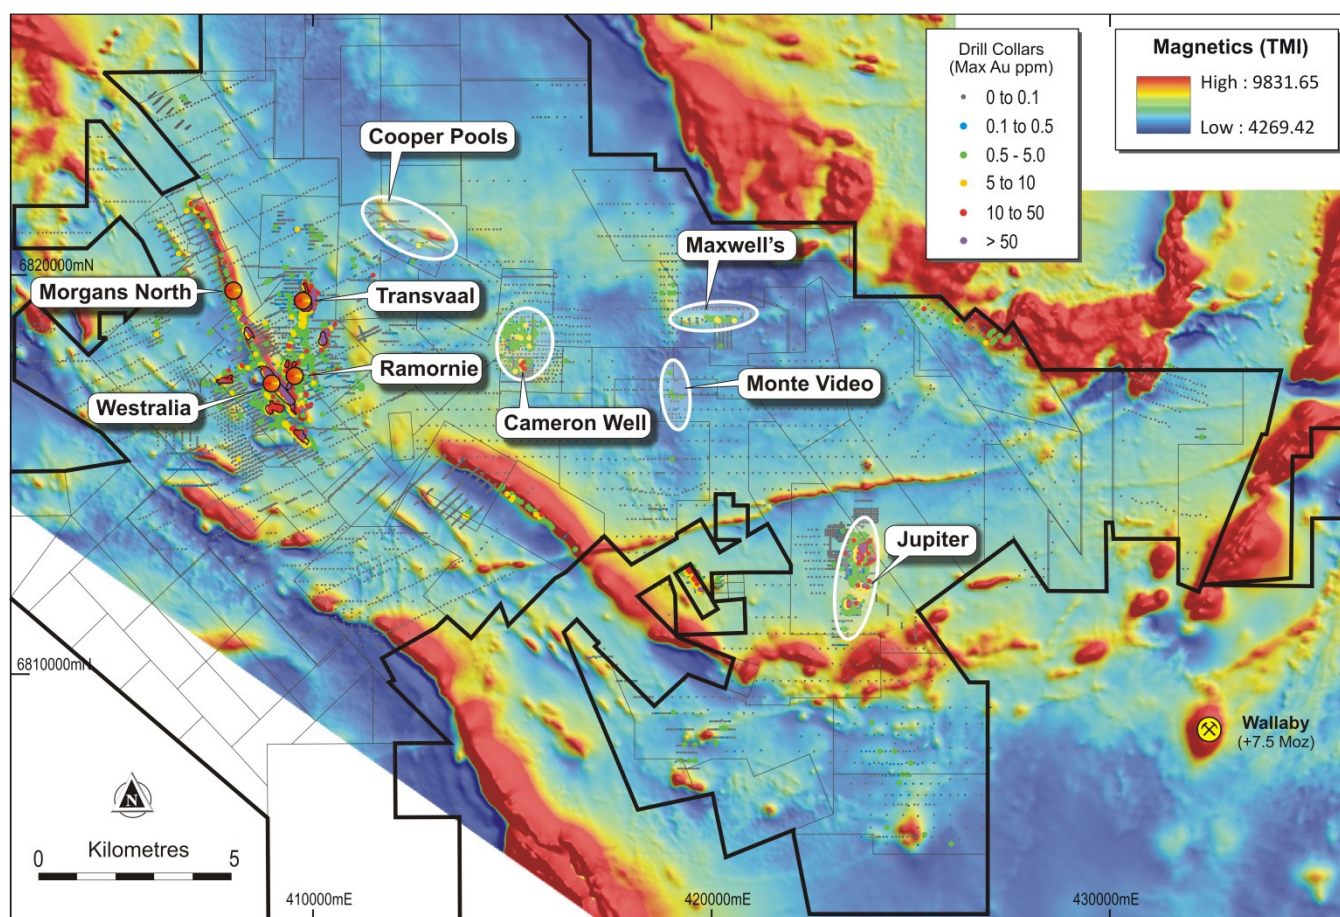 Drill Collars
(Max Au ppm)
0 to 0.1
0.1 to 0.5
0.5 - 5.0
5 to 10
10 to 50
> 50
Magnetics (TMI)
High : 9831.65
Low : 4269.42
Cooper Pools
Maxwell's
6820000mN
Morgans North
Transvaal
Ramornie
Monte Video
Westralia
Cameron Well
Jupiter
6810000mN
Wallaby
(+7.5 Moz)
N
Kilometres
0
5
410000mE
420000mE
430000mE